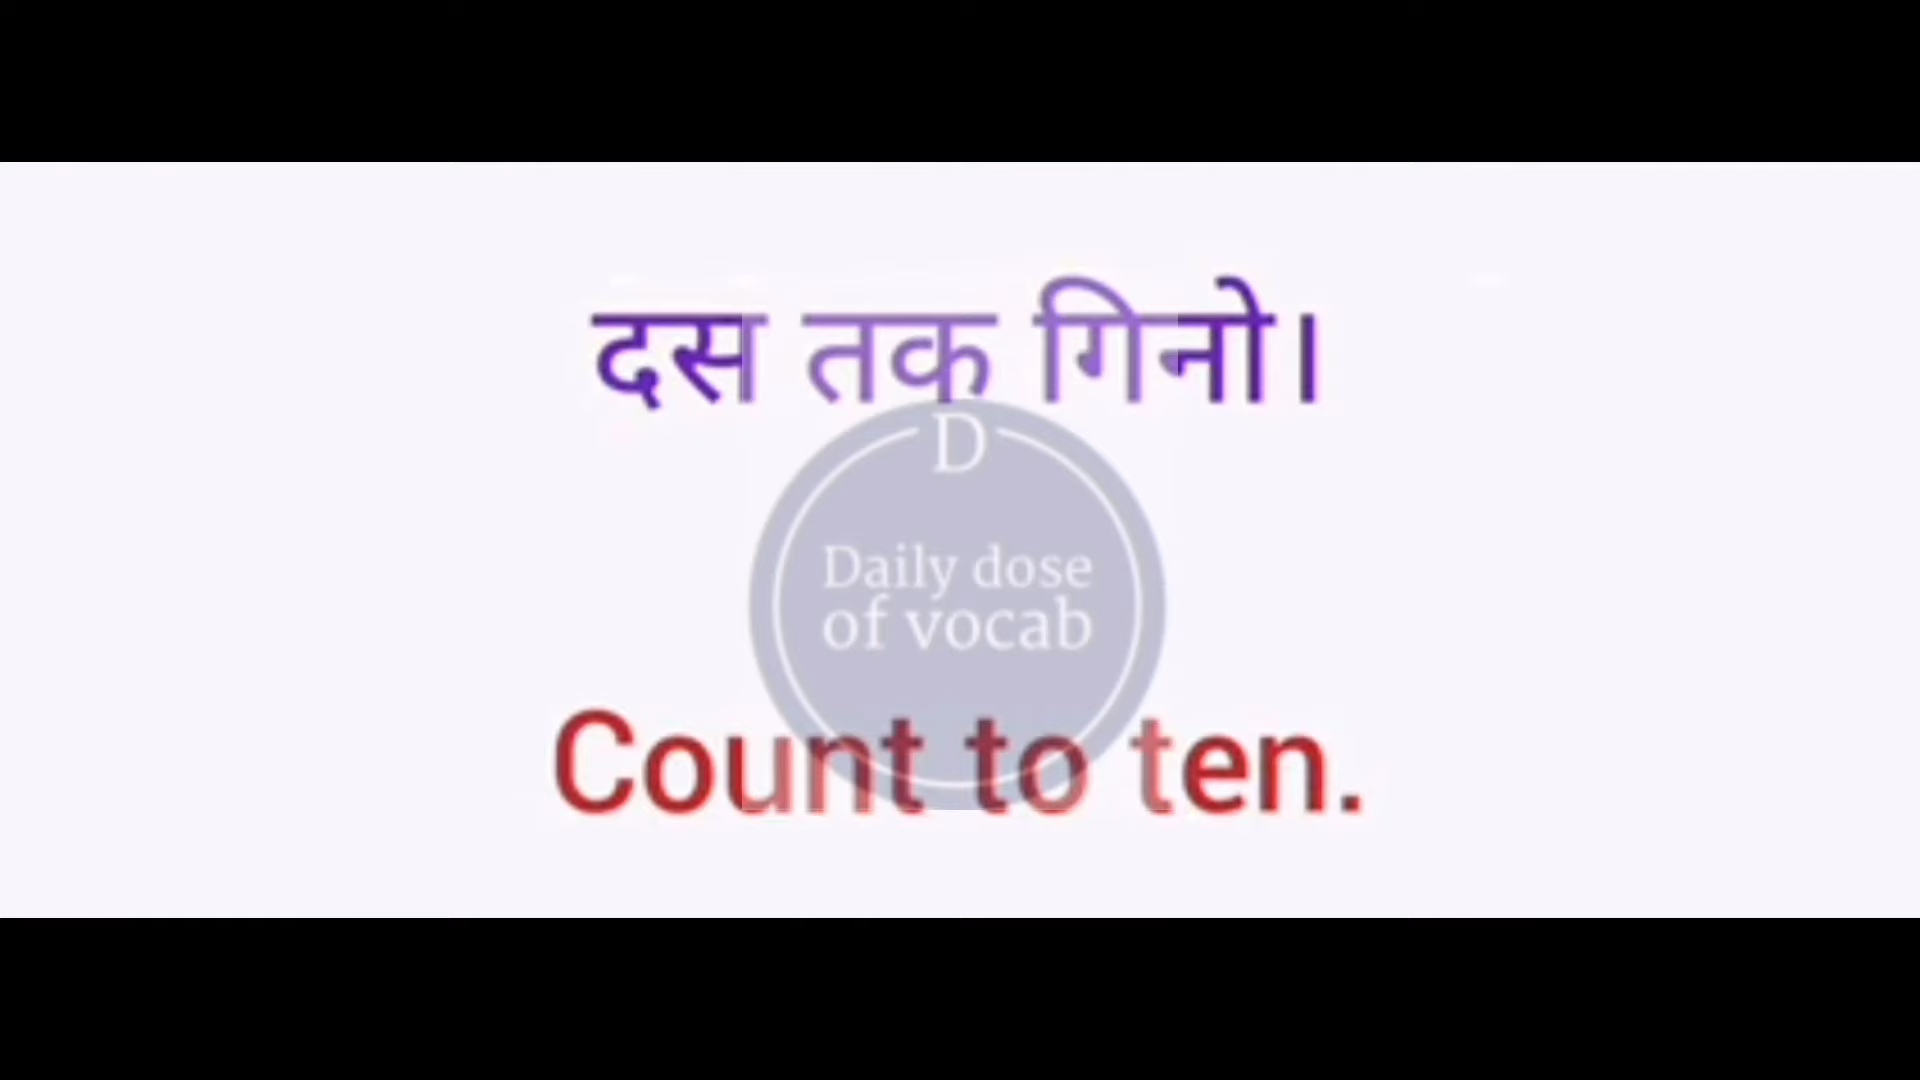 दस तक गिनो।
D
Daily dose
of vocab
Count to ten.